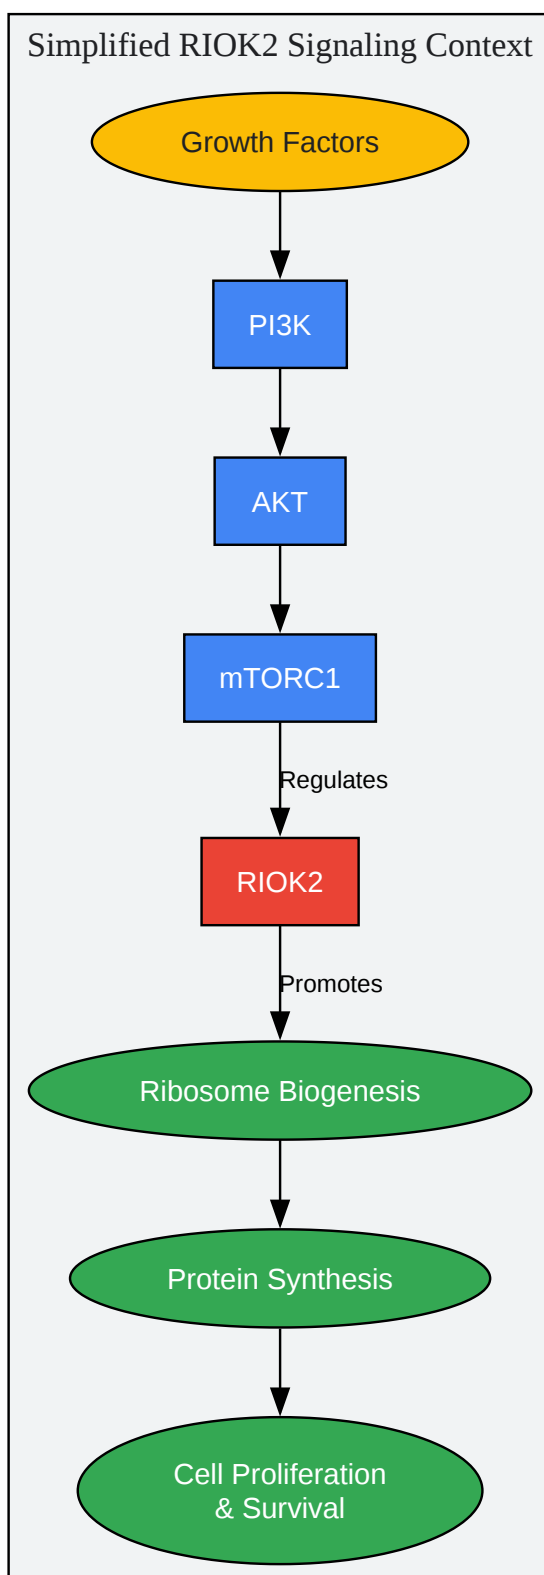 Simplified RIOK2 Signaling Context
Growth Factors
PI3K
AKT
mTORC1
Regulates
RIOK2
Promotes
Ribosome Biogenesis
Protein Synthesis
Cell Proliferation
& Survival